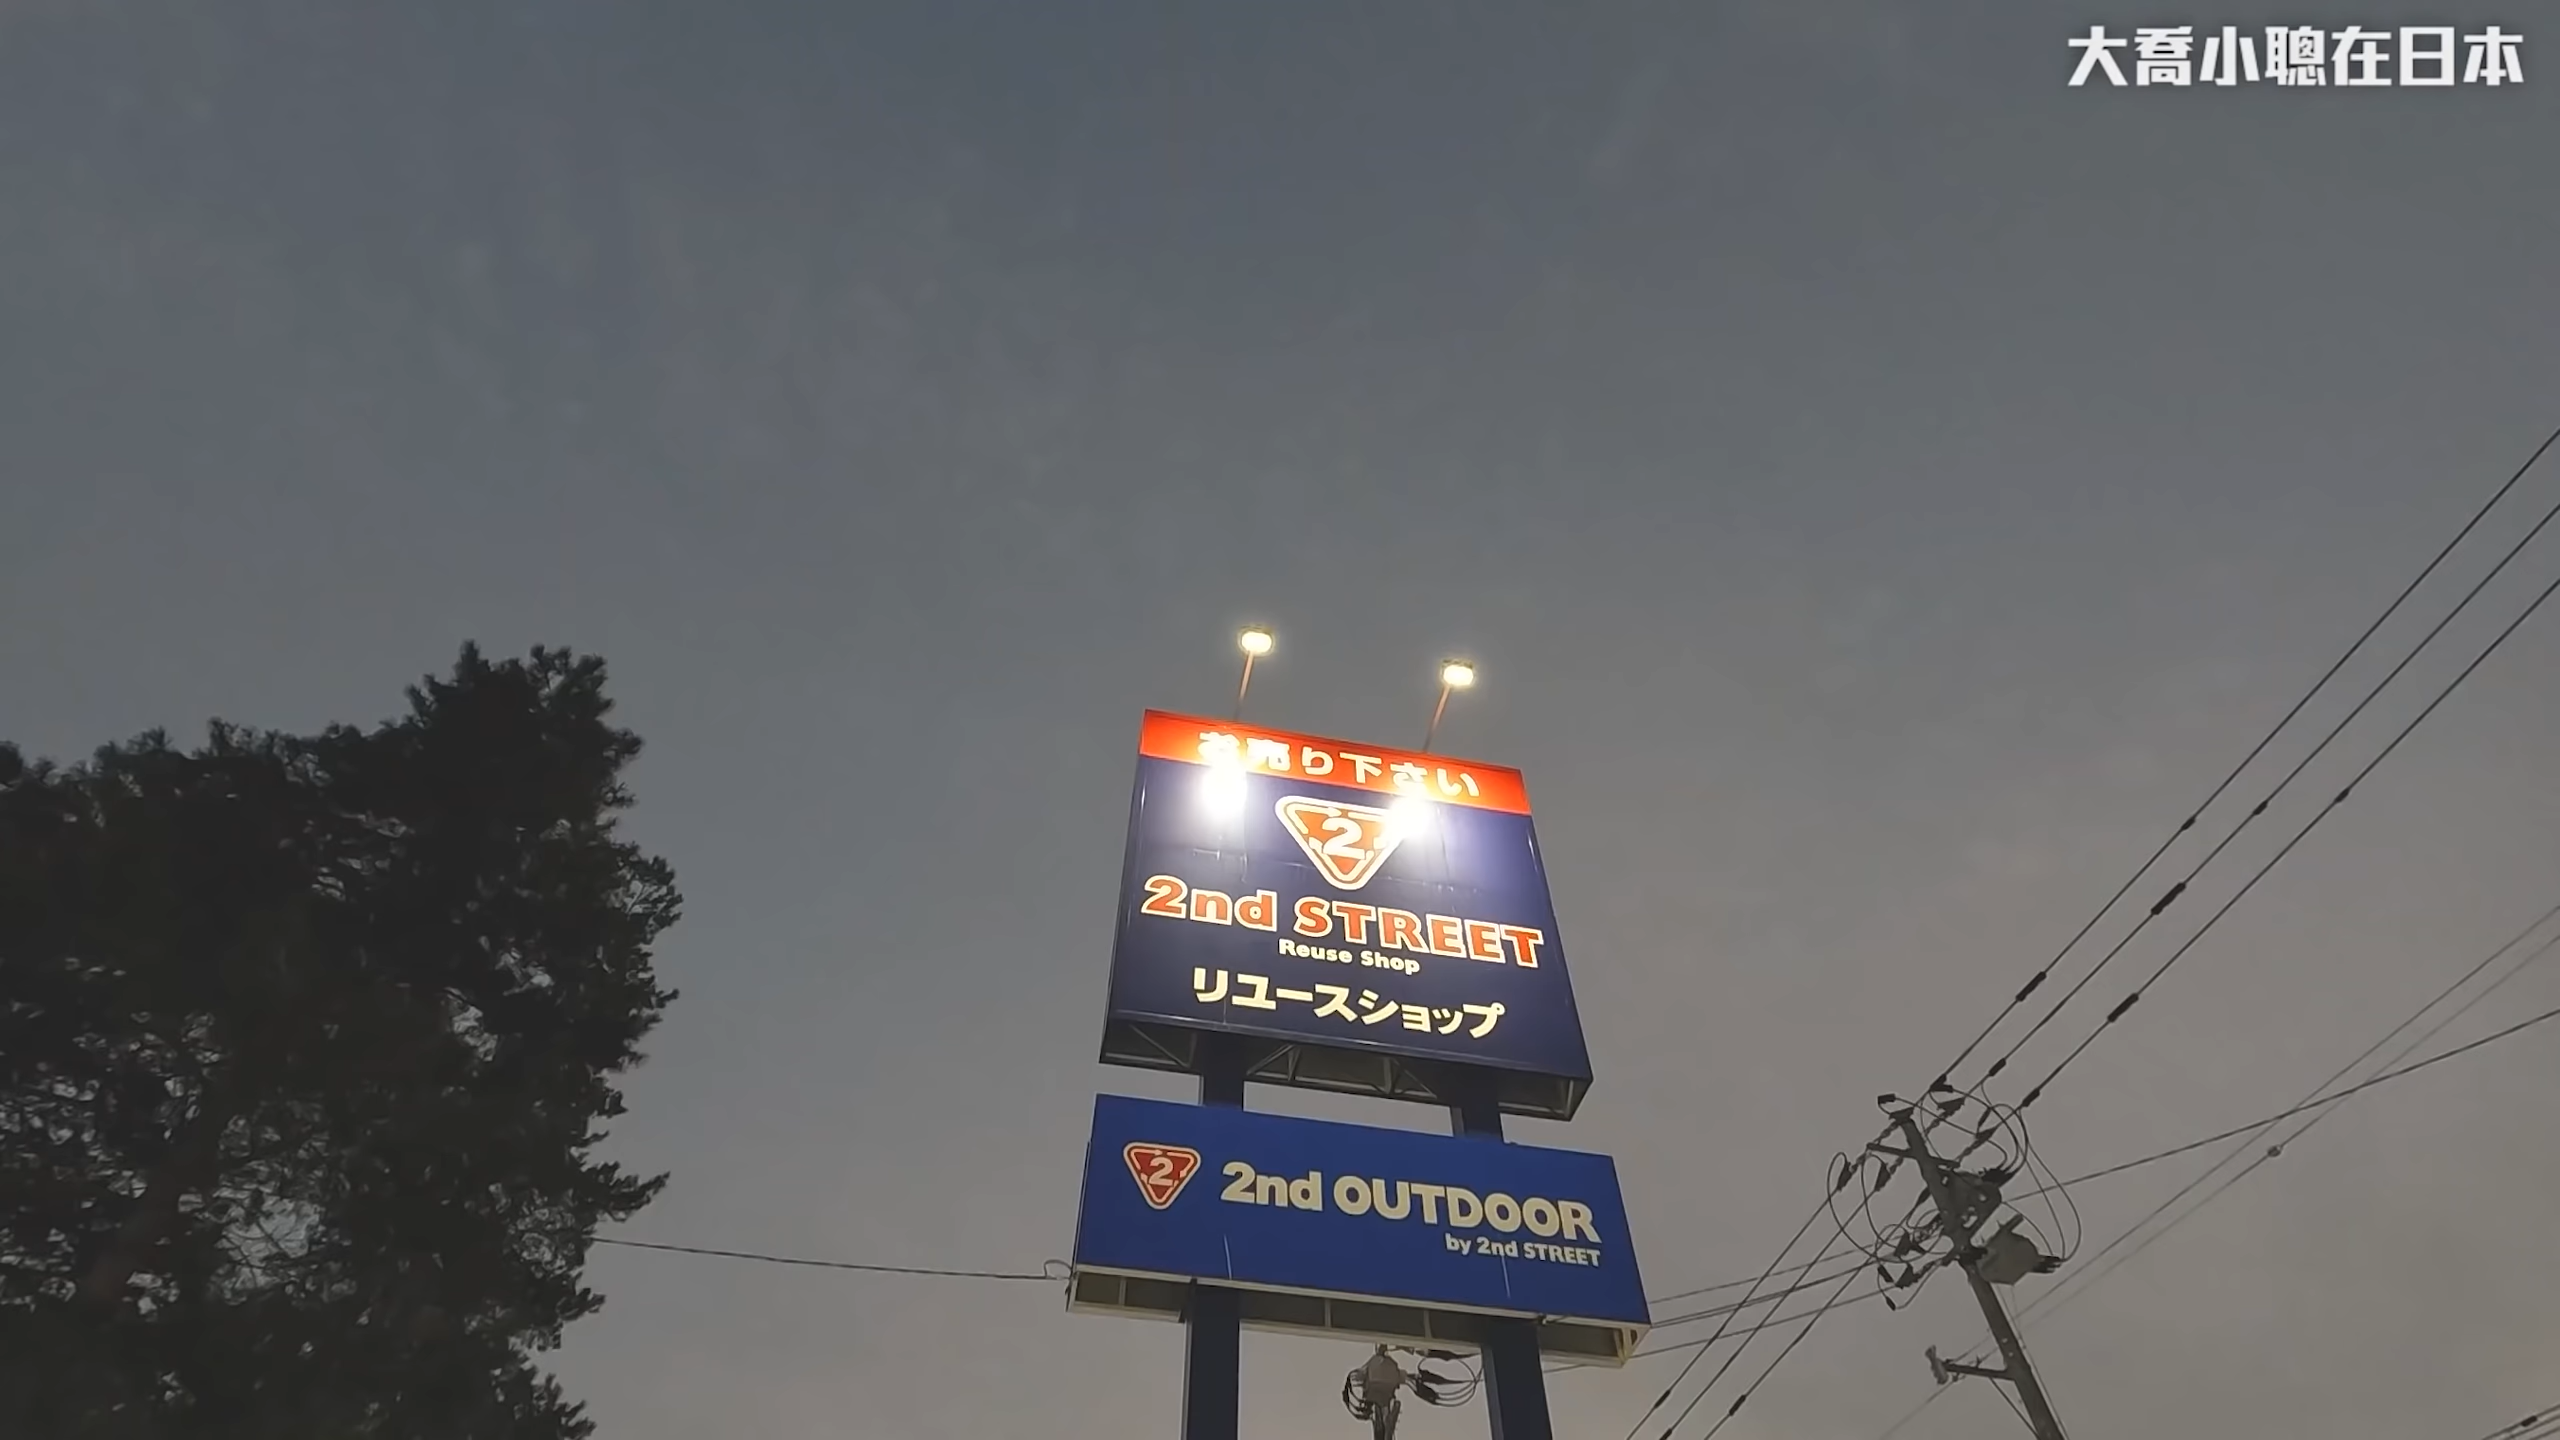 大喬小聰在日本
お売り下さい
2
2nd STREET
Reuse Shop
リユースショップ
2
2nd OUTDOOR
by 2nd STREET